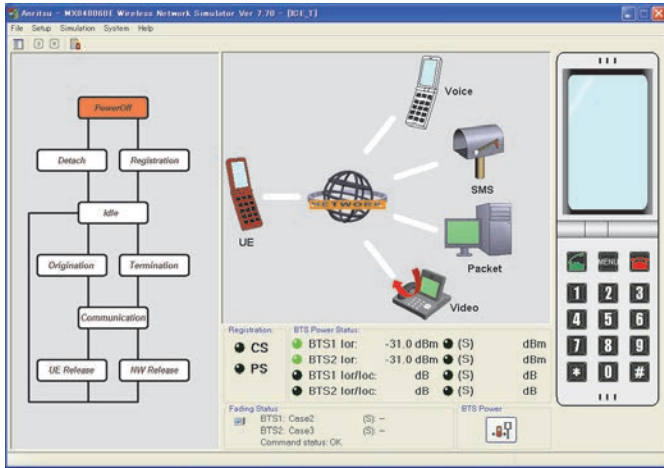 Anritsu - MX848060E Wireless Network Simulator Ver 7.70 - [IGE_T]
File Setup Simulation System Help
PowerOff
Detach
Registration
Idle
Origination
Termination
Communication
UE Release
NW Release
Voice
SMS
NETWORK
UE
Packet
Video
MENU
1 2 3
4 5 6
7 8 9
* 0 #
Registration:
CS
PS
BTS Power Status:
BTS1 Ior: -31.0 dBm (S) dBm
BTS2 Ior: -31.0 dBm (S) dBm
BTS1 Ior/Ioc: dB (S) dB
BTS2 Ior/Ioc: dB (S) dB
Fading Status
BTS1: Case2 (S): --
BTS2: Case3 (S): --
Command status: OK
BTS Power